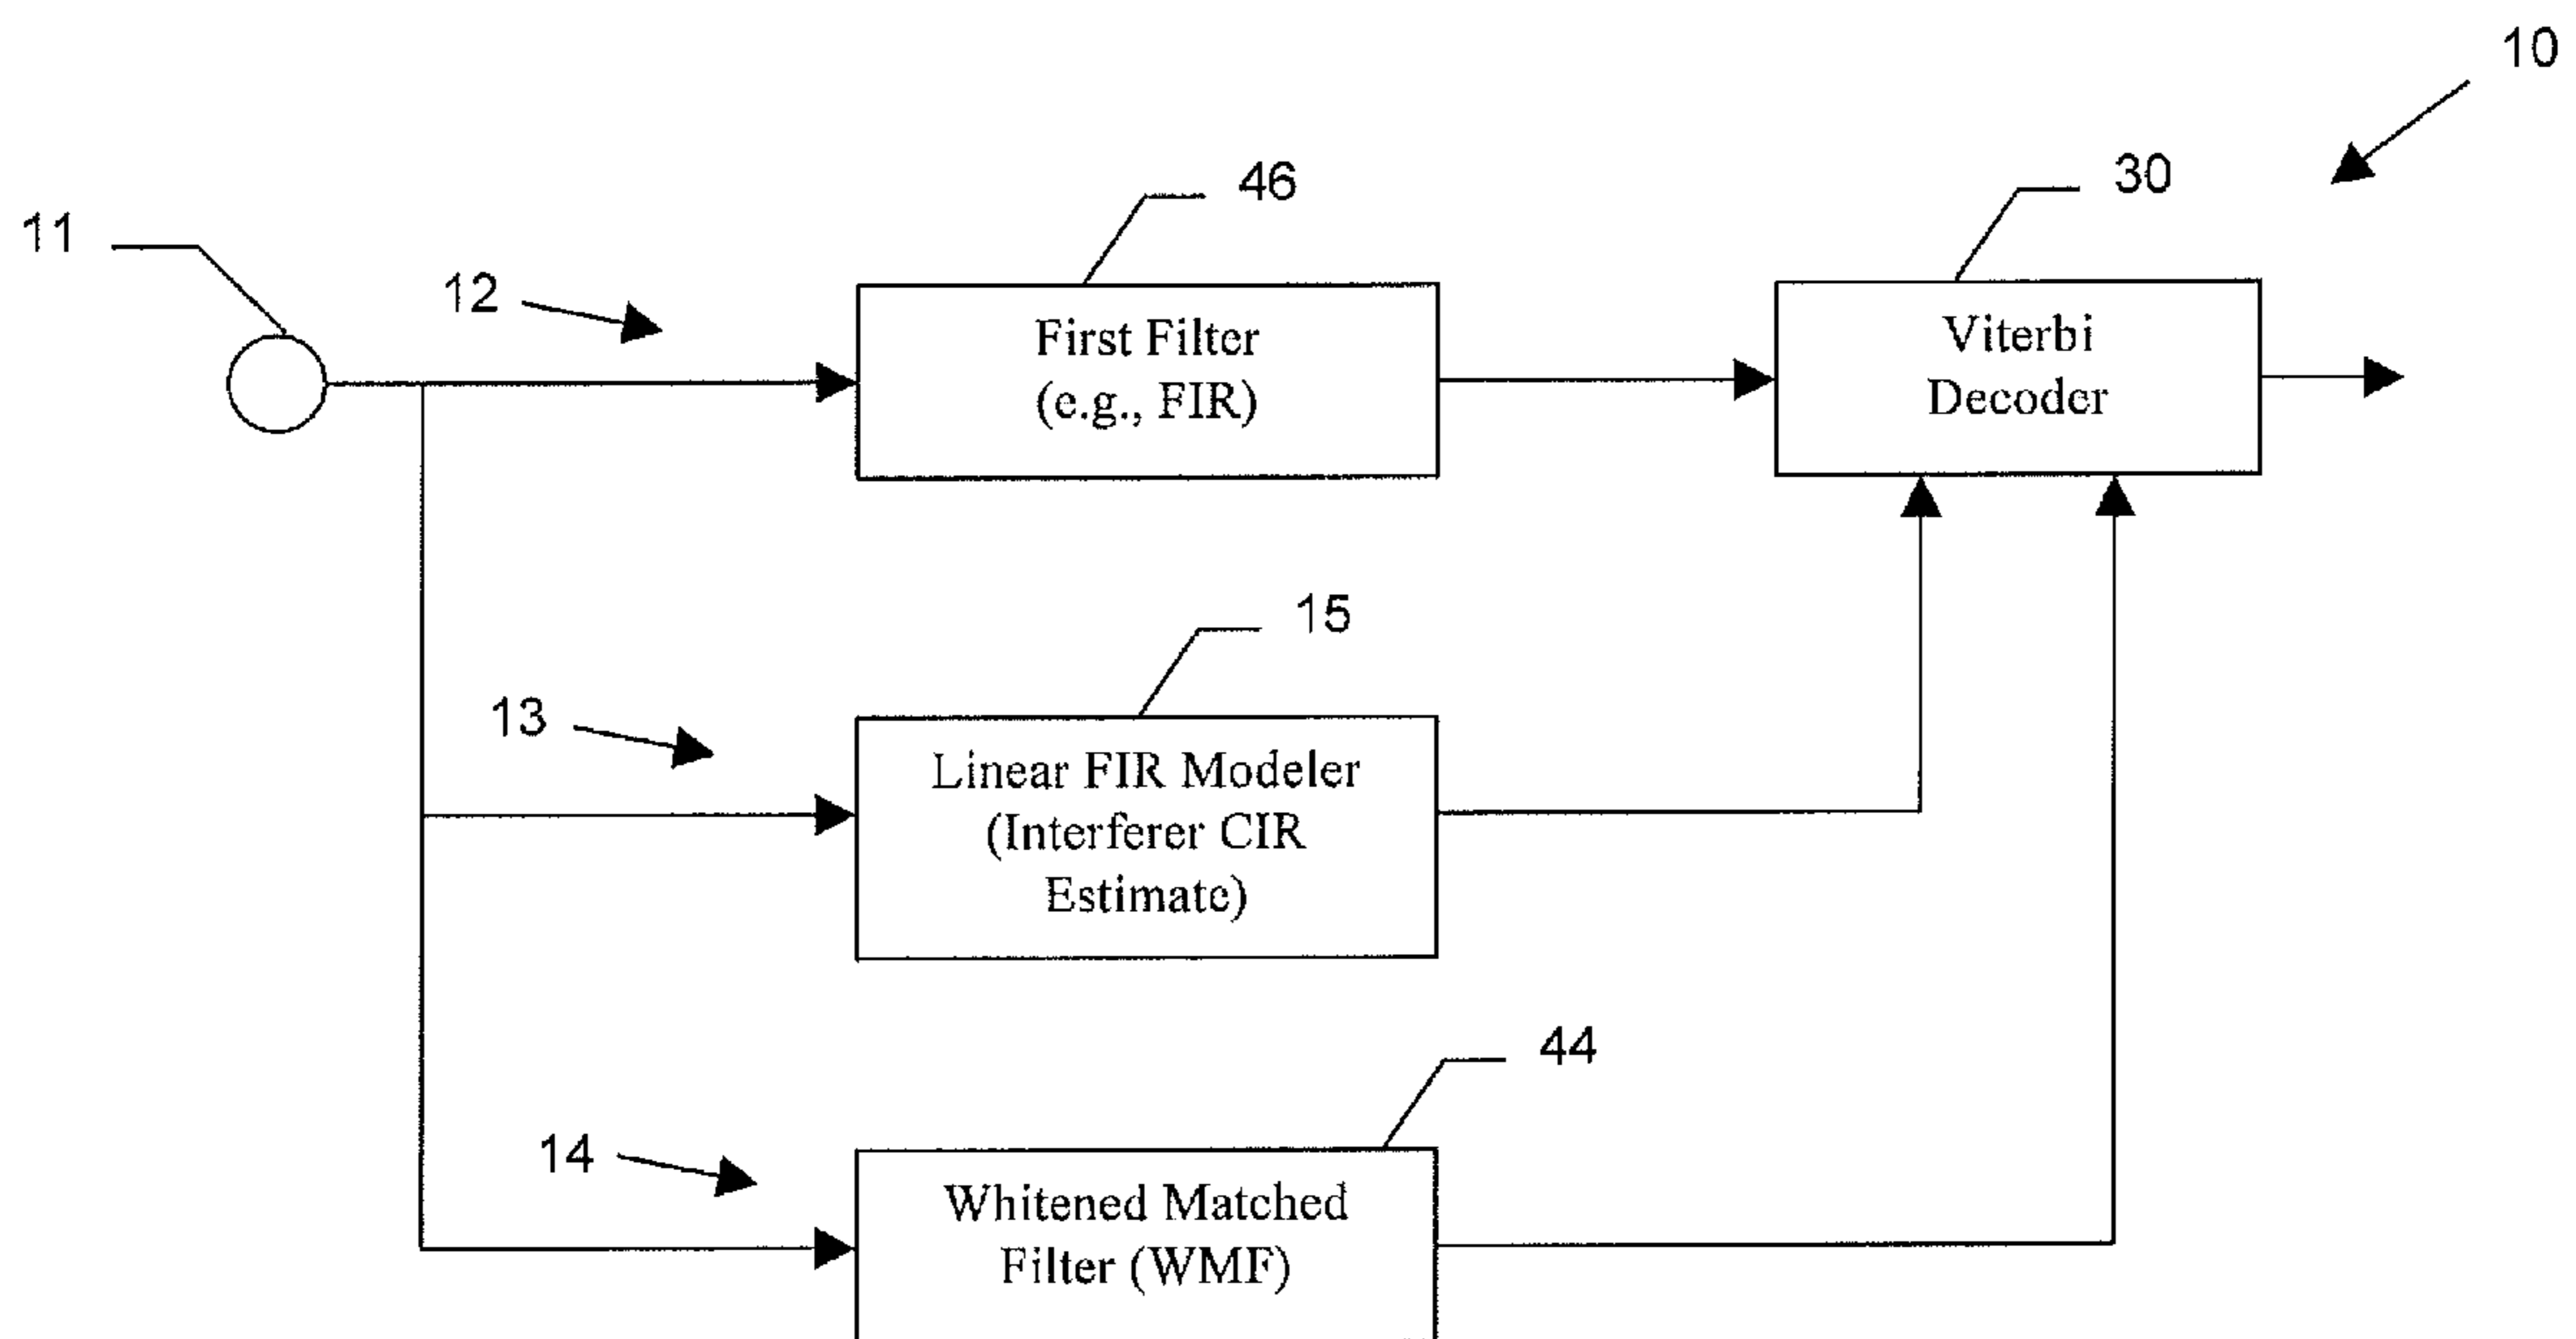 10
46
30
11
12
First Filter
(e.g., FIR)
Viterbi
Decoder
15
13
Linear FIR Modeler
(Interferer CIR
Estimate)
44
14
Whitened Matched
Filter (WMF)